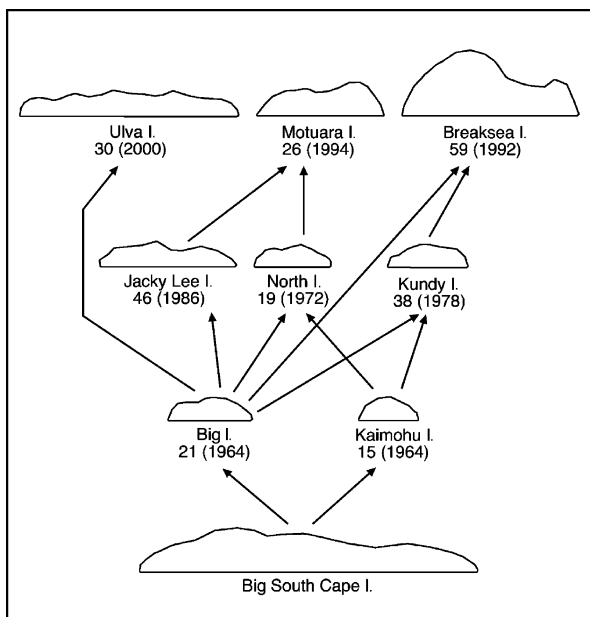 Ulva I.
30 (2000)
Motuara I.
26 (1994)
Breaksea I.
59 (1992)
Jacky Lee I.
46 (1986)
North I.
19 (1972)
Kundy I.
38 (1978)
Big I.
21 (1964)
Kaimohu I.
15 (1964)
Big South Cape I.